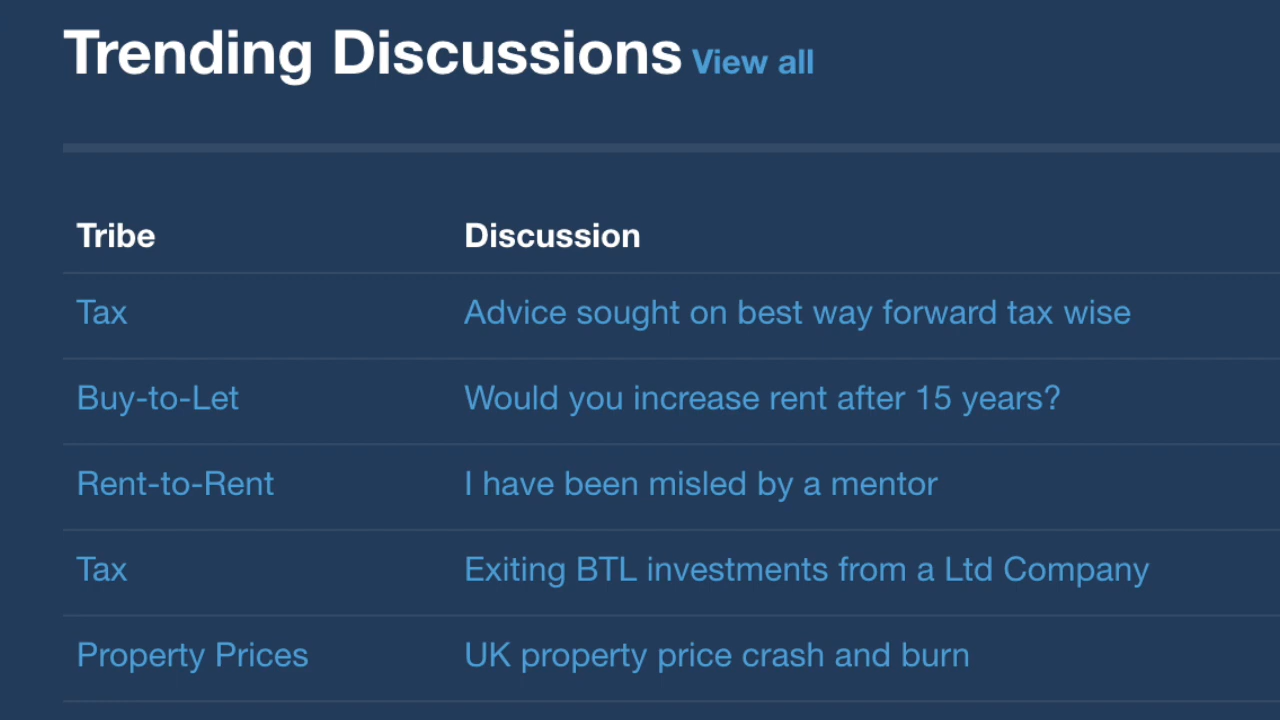 Trending Discussions View all
Tribe Discussion
Tax Advice sought on best way forward tax wise
Buy-to-Let Would you increase rent after 15 years?
Rent-to-Rent I have been misled by a mentor
Tax Exiting BTL investments from a Ltd Company
Property Prices UK property price crash and burn